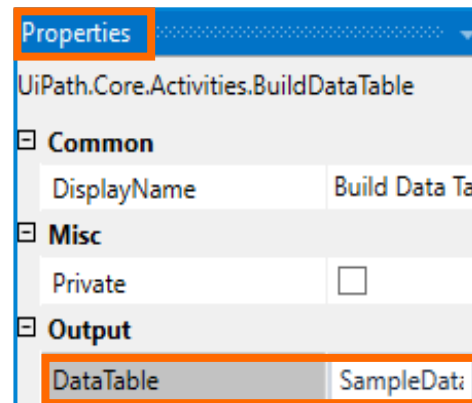 Properties
UiPath.Core.Activities.BuildDataTable
Common
DisplayName Build Data Ta
Misc
Private
Output
DataTable SampleData